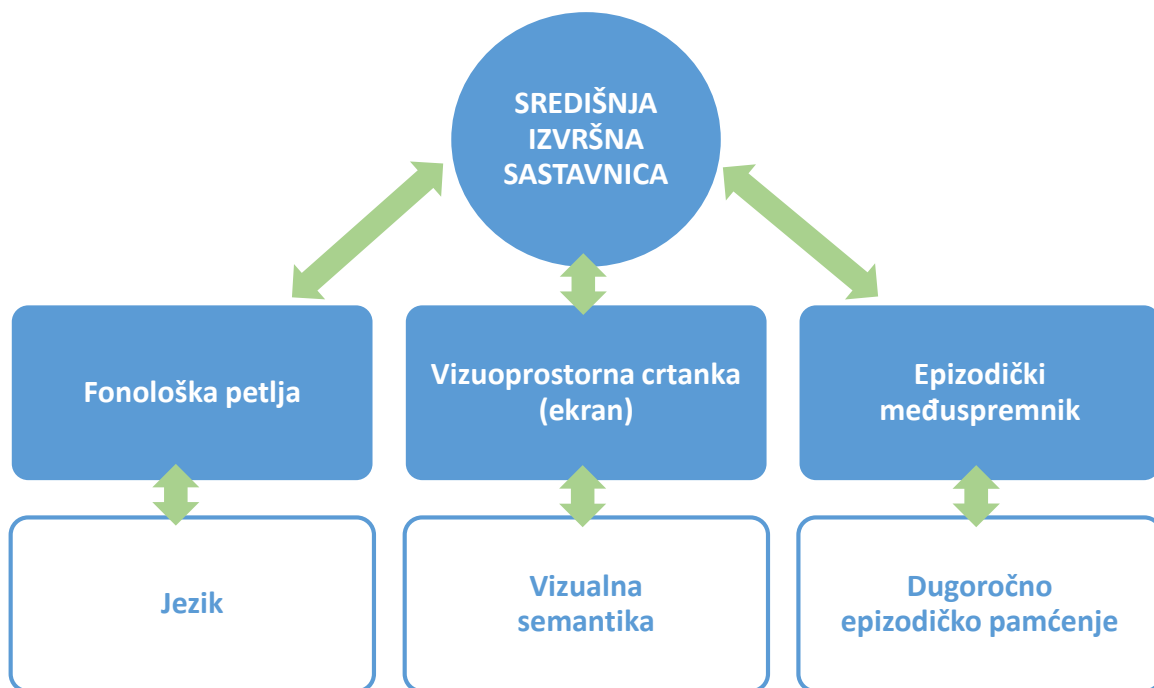 SREDIŠNJA
IZVRŠNA
SASTAVNICA
Fonološka petlja
Vizuoprostorna crtanka
(ekran)
Epizodički
međuspremnik
Jezik
Vizualna
semantika
Dugoročno
epizodičko pamćenje